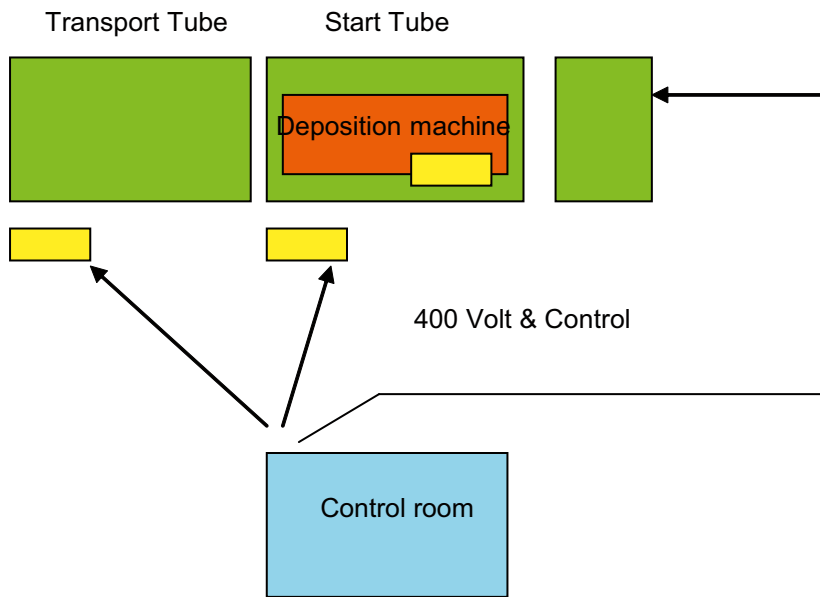 Transport Tube
Start Tube
Deposition machine
400 Volt & Control
Control room